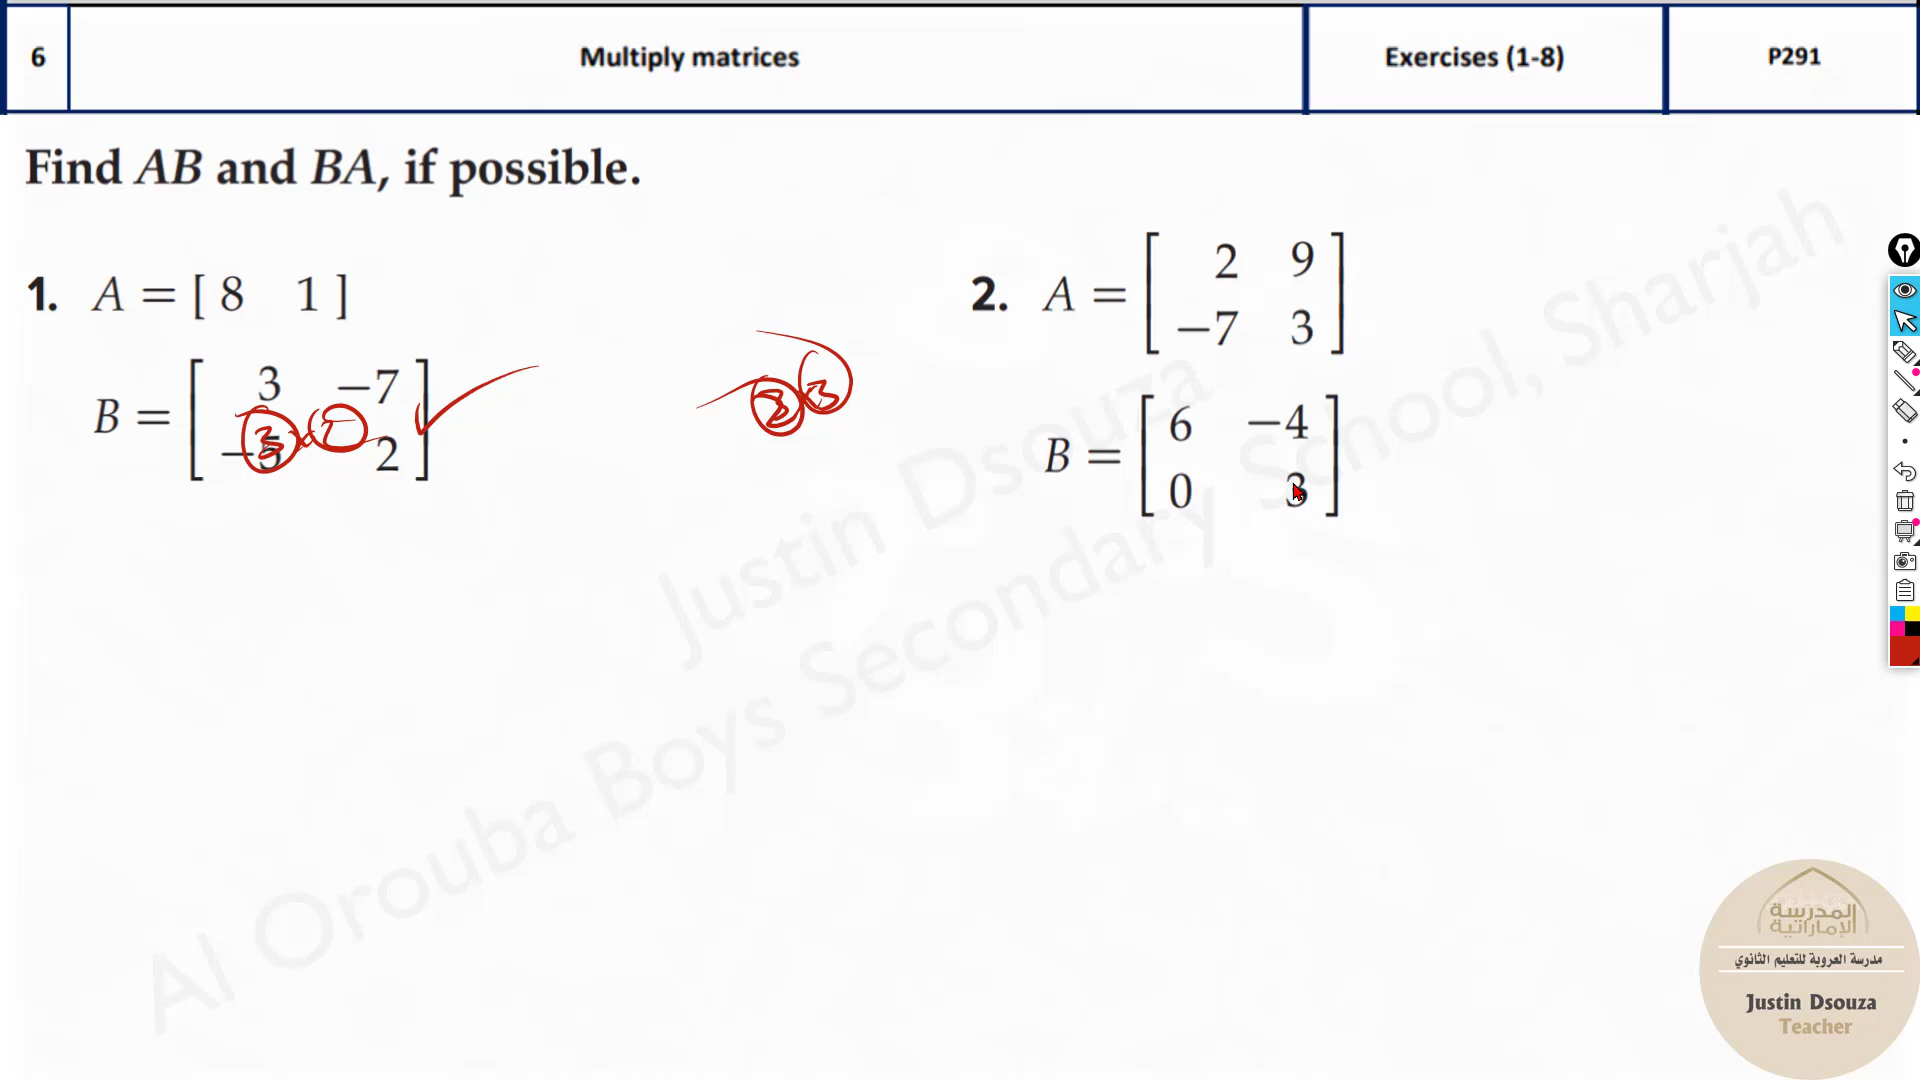 6 Multiply matrices Exercises (1-8) P291
Find AB and BA, if possible.
1. A = [ 8 1 ]
B = [ 3 −7
−5 2 ]
2. A = [ 2 9
−7 3 ]
B = [ 6 −4
0 3 ]
Justin Dsouza
Al Orouba Boys Secondary School, Sharjah
المدرسة
الإماراتية
مدرسة العروبة للتعليم الثانوي
Justin Dsouza
Teacher